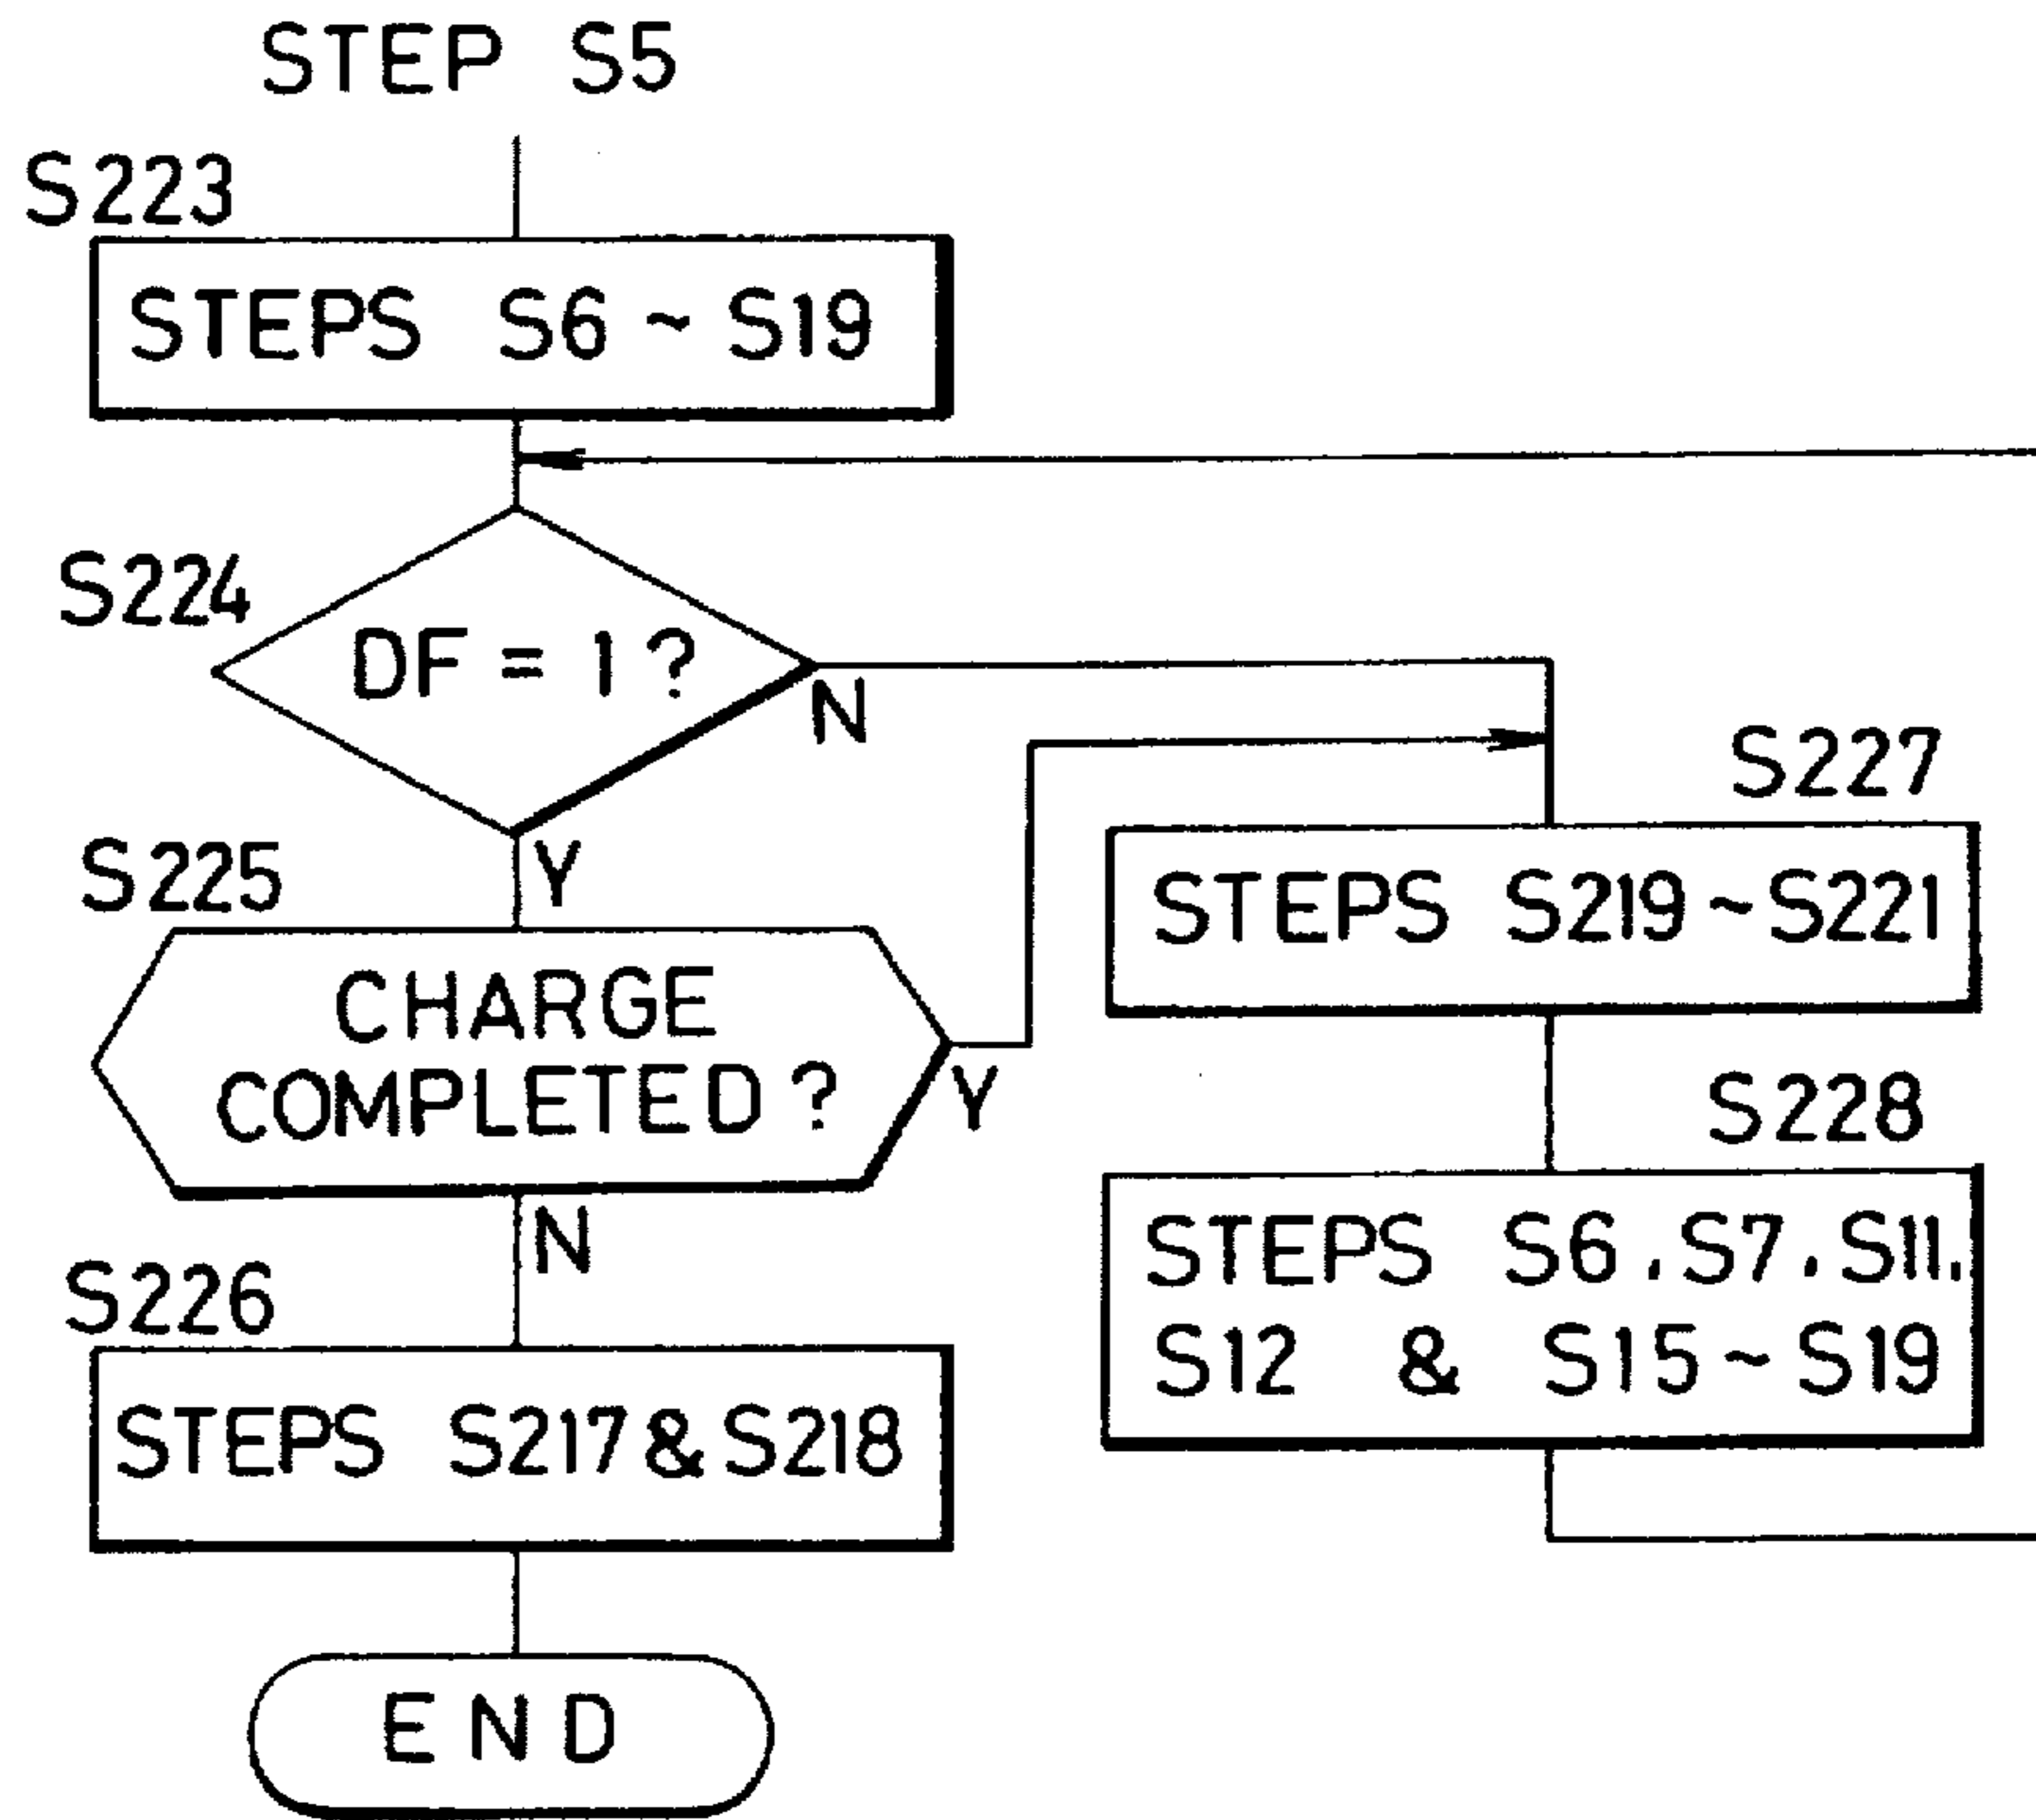 STEP S5
S223
STEPS S6 ~ S19
S224
DF = 1 ?
N
Y
S225
CHARGE
COMPLETED ?
Y
N
S226
STEPS S217 & S218
END
S227
STEPS S219 ~ S221
S228
STEPS S6, S7, S11,
S12 & S15 ~ S19